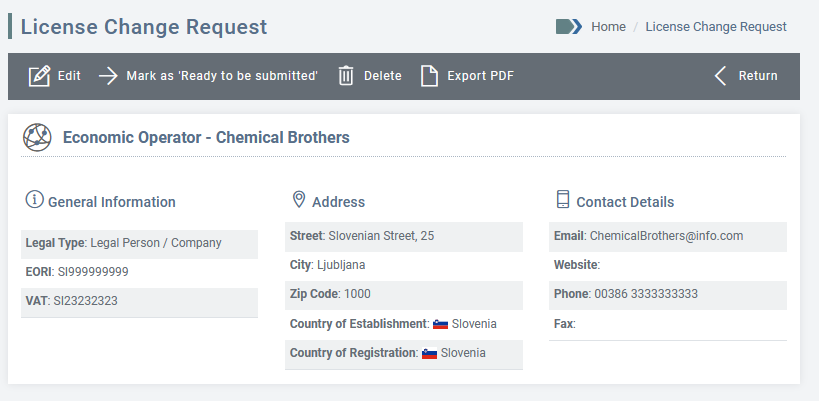 License Change Request
Home / License Change Request
Edit
Mark as 'Ready to be submitted'
Delete
Export PDF
Return
Economic Operator - Chemical Brothers
General Information
Legal Type: Legal Person / Company
EORI: SI999999999
VAT: SI23232323
Address
Street: Slovenian Street, 25
City: Ljubljana
Zip Code: 1000
Country of Establishment: Slovenia
Country of Registration: Slovenia
Contact Details
Email: ChemicalBrothers@info.com
Website:
Phone: 00386 3333333333
Fax: